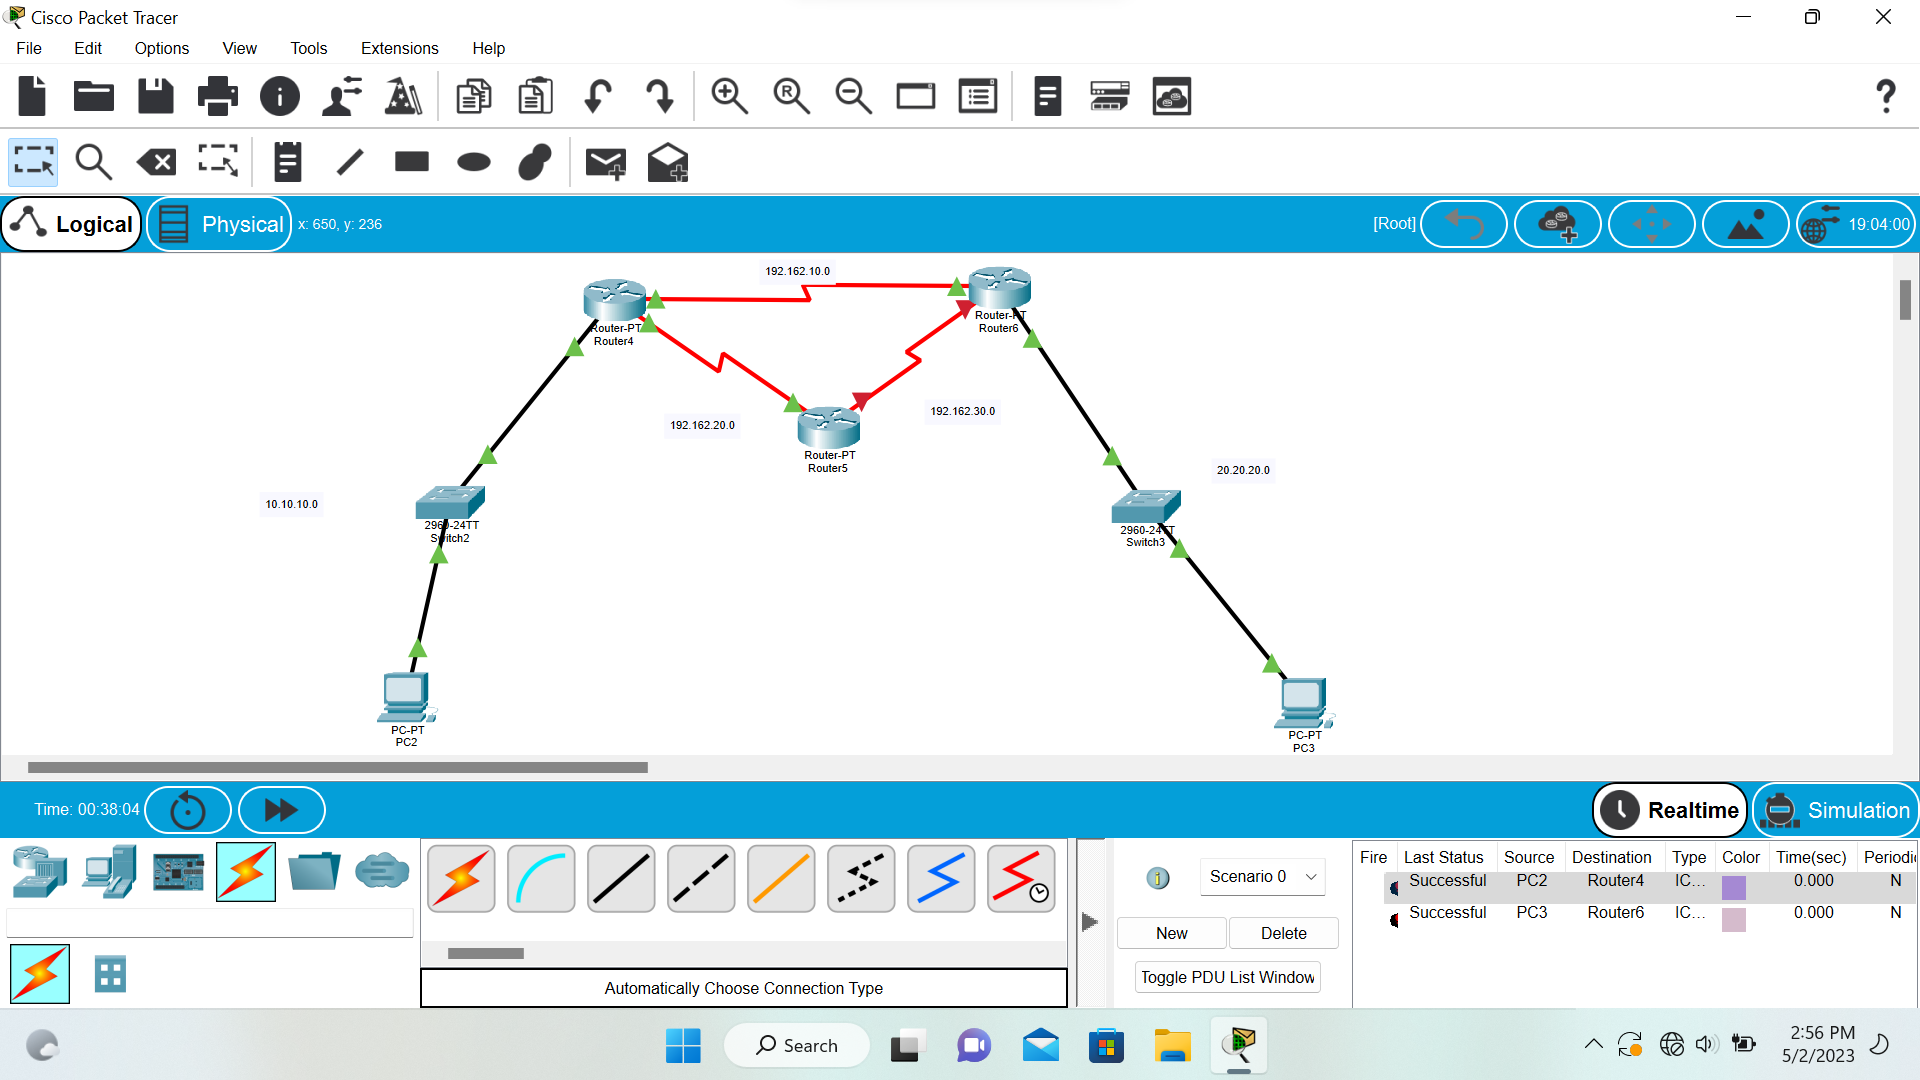 Cisco Packet Tracer
File Edit Options View Tools Extensions Help
Logical Physical x: 650, y: 236 [Root] 19:04:00
192.162.10.0
Router-PT
Router4
Router-PT
Router6
192.162.20.0
192.162.30.0
Router-PT
Router5
10.10.10.0
20.20.20.0
2960-24TT
Switch2
2960-24TT
Switch3
PC-PT
PC2
PC-PT
PC3
Time: 00:38:04 Realtime Simulation
Fire Last Status Source Destination Type Color Time(sec) Periodic
Successful PC2 Router4 IC... 0.000 N
Successful PC3 Router6 IC... 0.000 N
Scenario 0
New Delete
Toggle PDU List Window
Automatically Choose Connection Type
Search
2:56 PM
5/2/2023